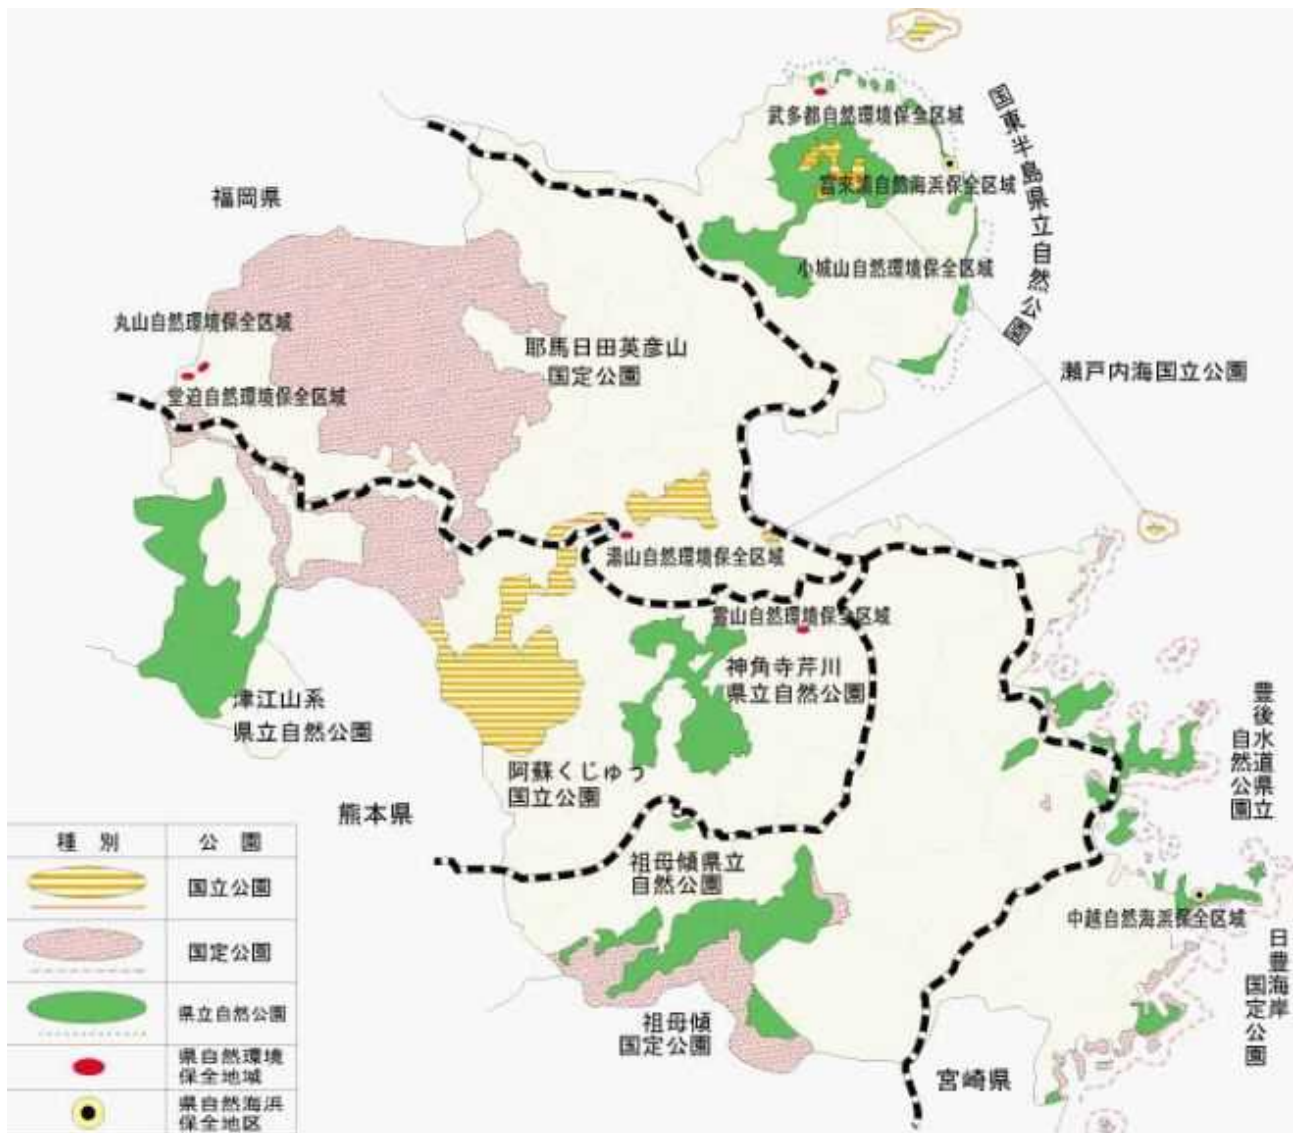 国東半島県立自然公園
武多都自然環境保全区域
富来浦自然海浜保全区域
小城山自然環境保全区域
福岡県
丸山自然環境保全区域
堂迫自然環境保全区域
耶馬日田英彦山
国定公園
瀬戸内海国立公園
湯山自然環境保全区域
霊山自然環境保全区域
神角寺芹川
県立自然公園
津江山系
県立自然公園
阿蘇くじゅう
国立公園
熊本県
豊後水道県立
自然公園
祖母傾県立
自然公園
中越自然海浜保全区域
日豊海岸
国定公園
祖母傾
国定公園
宮崎県
種 別
公 園
国立公園
国定公園
県立自然公園
県自然環境
保全地域
県自然海浜
保全地区